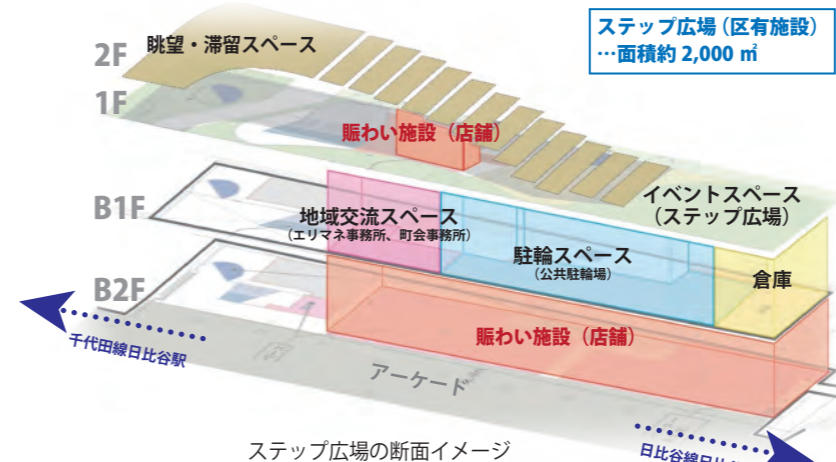 ステップ広場(区有施設)
…面積約 2,000 ㎡
2F
眺望・滞留スペース
1F
賑わい施設(店舗)
イベントスペース
(ステップ広場)
B1F
地域交流スペース
(エリマネ事務所、町会事務所)
駐輪スペース
(公共駐輪場)
倉庫
B2F
賑わい施設(店舗)
千代田線日比谷駅
アーケード
ステップ広場の断面イメージ
日比谷線日比